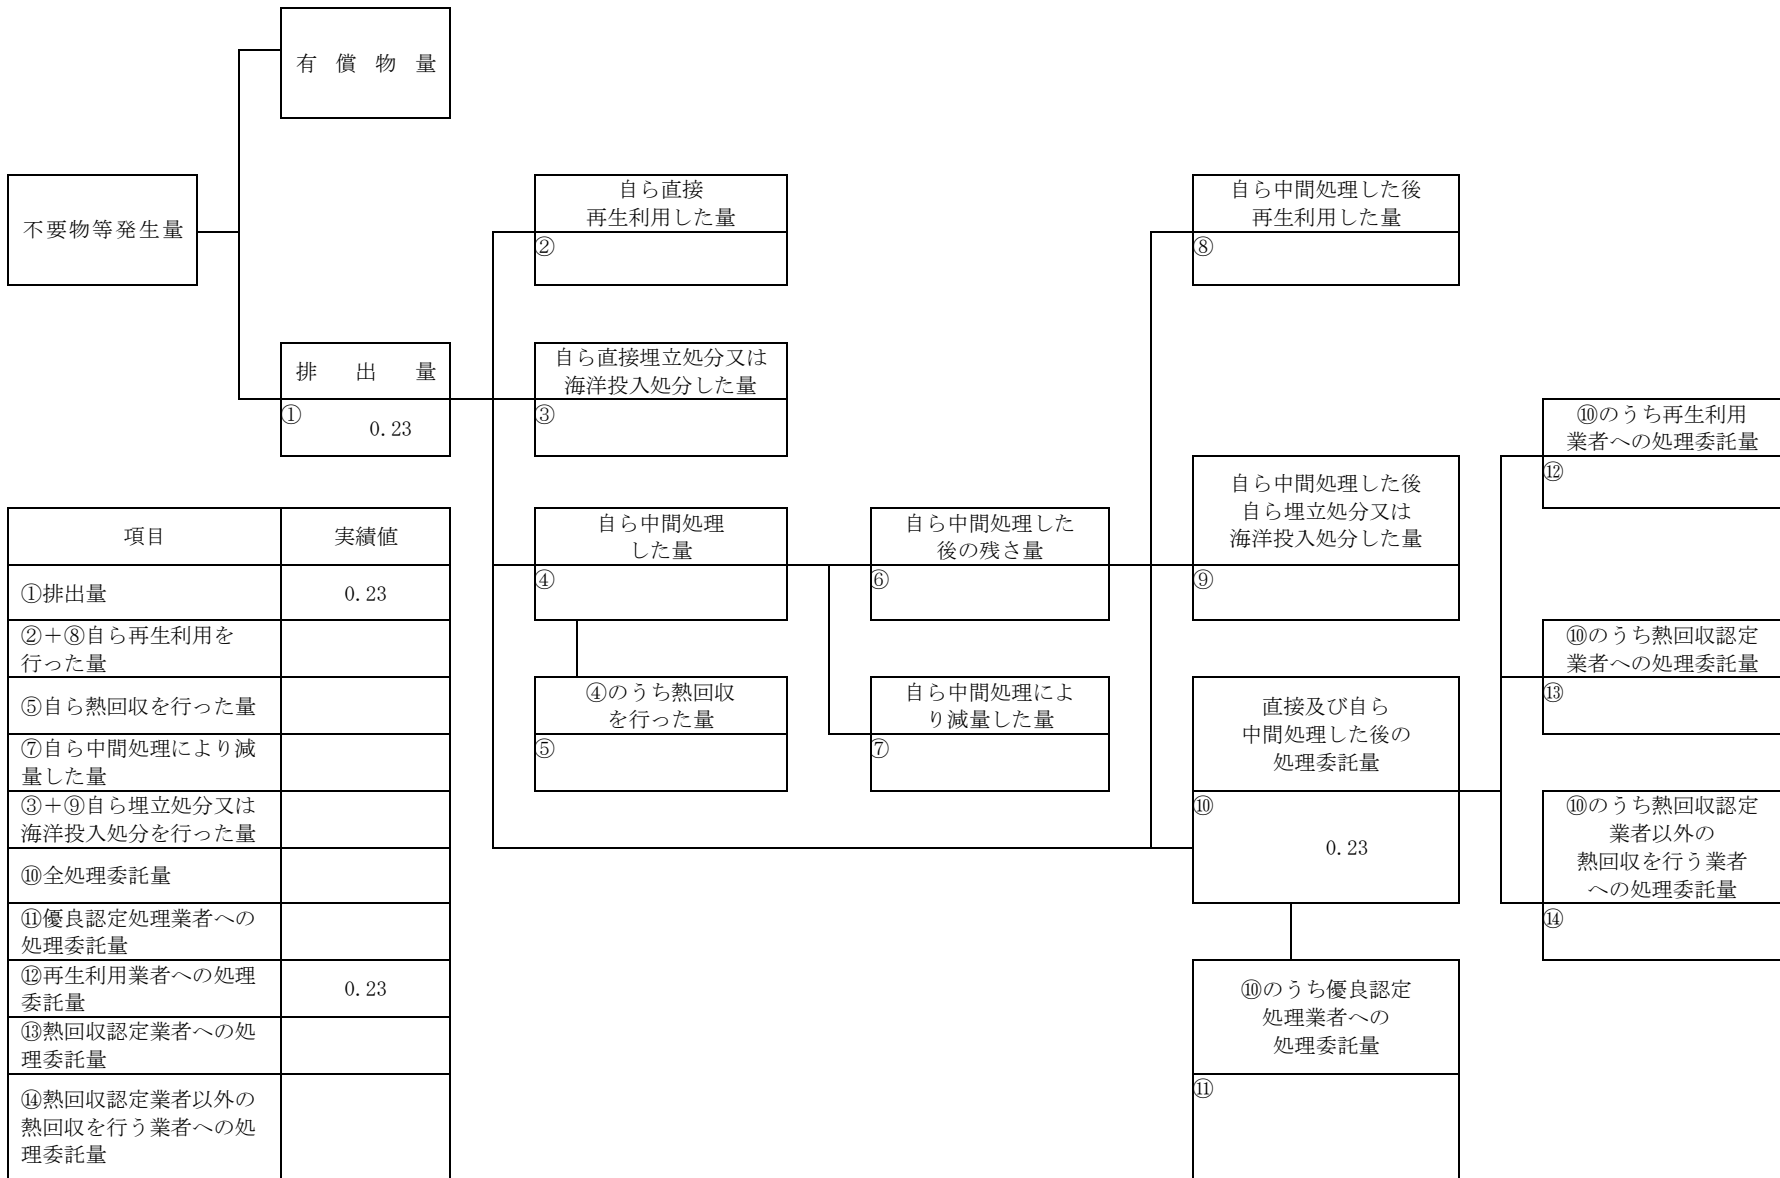 有償物量
不要物等発生量
排出量
①
0.23
自ら直接
再生利用した量
②
自ら直接埋立処分又は
海洋投入処分した量
③
自ら中間処理
した量
④
④のうち熱回収
を行った量
⑤
自ら中間処理した
後の残さ量
⑥
自ら中間処理によ
り減量した量
⑦
自ら中間処理した後
再生利用した量
⑧
自ら中間処理した後
自ら埋立処分又は
海洋投入処分した量
⑨
直接及び自ら
中間処理した後の
処理委託量
⑩
0.23
⑩のうち優良認定
処理業者への
処理委託量
⑪
⑩のうち再生利用
業者への処理委託量
⑫
⑩のうち熱回収認定
業者への処理委託量
⑬
⑩のうち熱回収認定
業者以外の
熱回収を行う業者
への処理委託量
⑭
項目 実績値
①排出量 0.23
②＋⑧自ら再生利用を
行った量
⑤自ら熱回収を行った量
⑦自ら中間処理により減
量した量
③＋⑨自ら埋立処分又は
海洋投入処分を行った量
⑩全処理委託量
⑪優良認定処理業者への
処理委託量
⑫再生利用業者への処理
委託量 0.23
⑬熱回収認定業者への処
理委託量
⑭熱回収認定業者以外の
熱回収を行う業者への処
理委託量